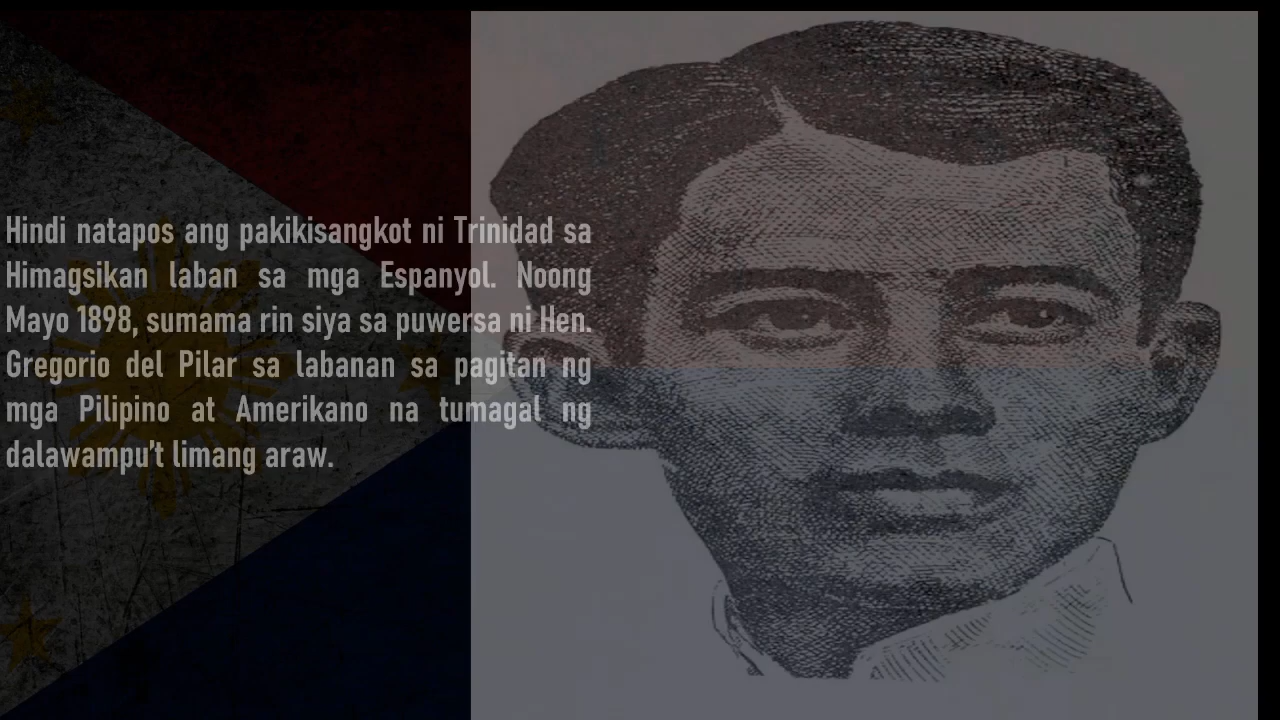 Hindi natapos ang pakikisangkot ni Trinidad sa
Himagsikan laban sa mga Espanyol. Noong
Mayo 1898, sumama rin siya sa puwersa ni Hen.
Gregorio del Pilar sa labanan sa pagitan ng
mga Pilipino at Amerikano na tumagal ng
dalawampu’t limang araw.